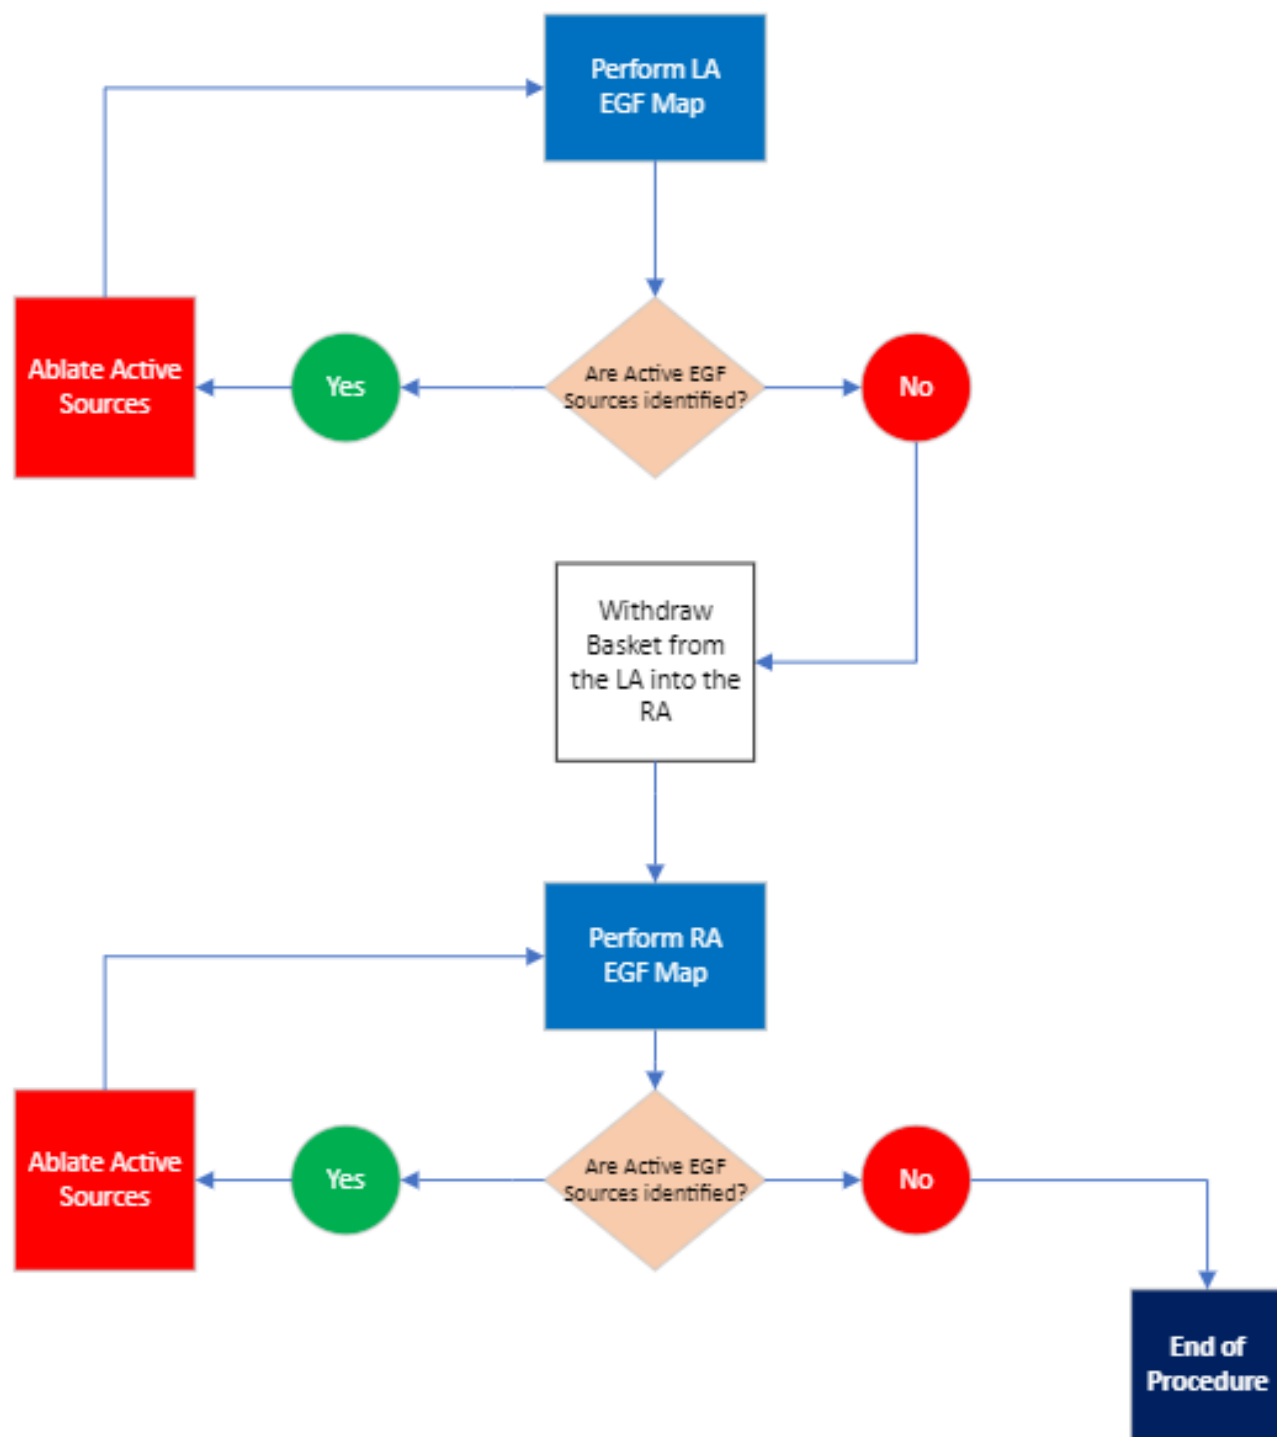 Perform LA
EGF Map
Ablate Active
Sources
Yes
Are Active EGF
Sources identified?
No
Withdraw
Basket from
the LA into the
RA
Perform RA
EGF Map
Ablate Active
Sources
Yes
Are Active EGF
Sources identified?
No
End of
Procedure